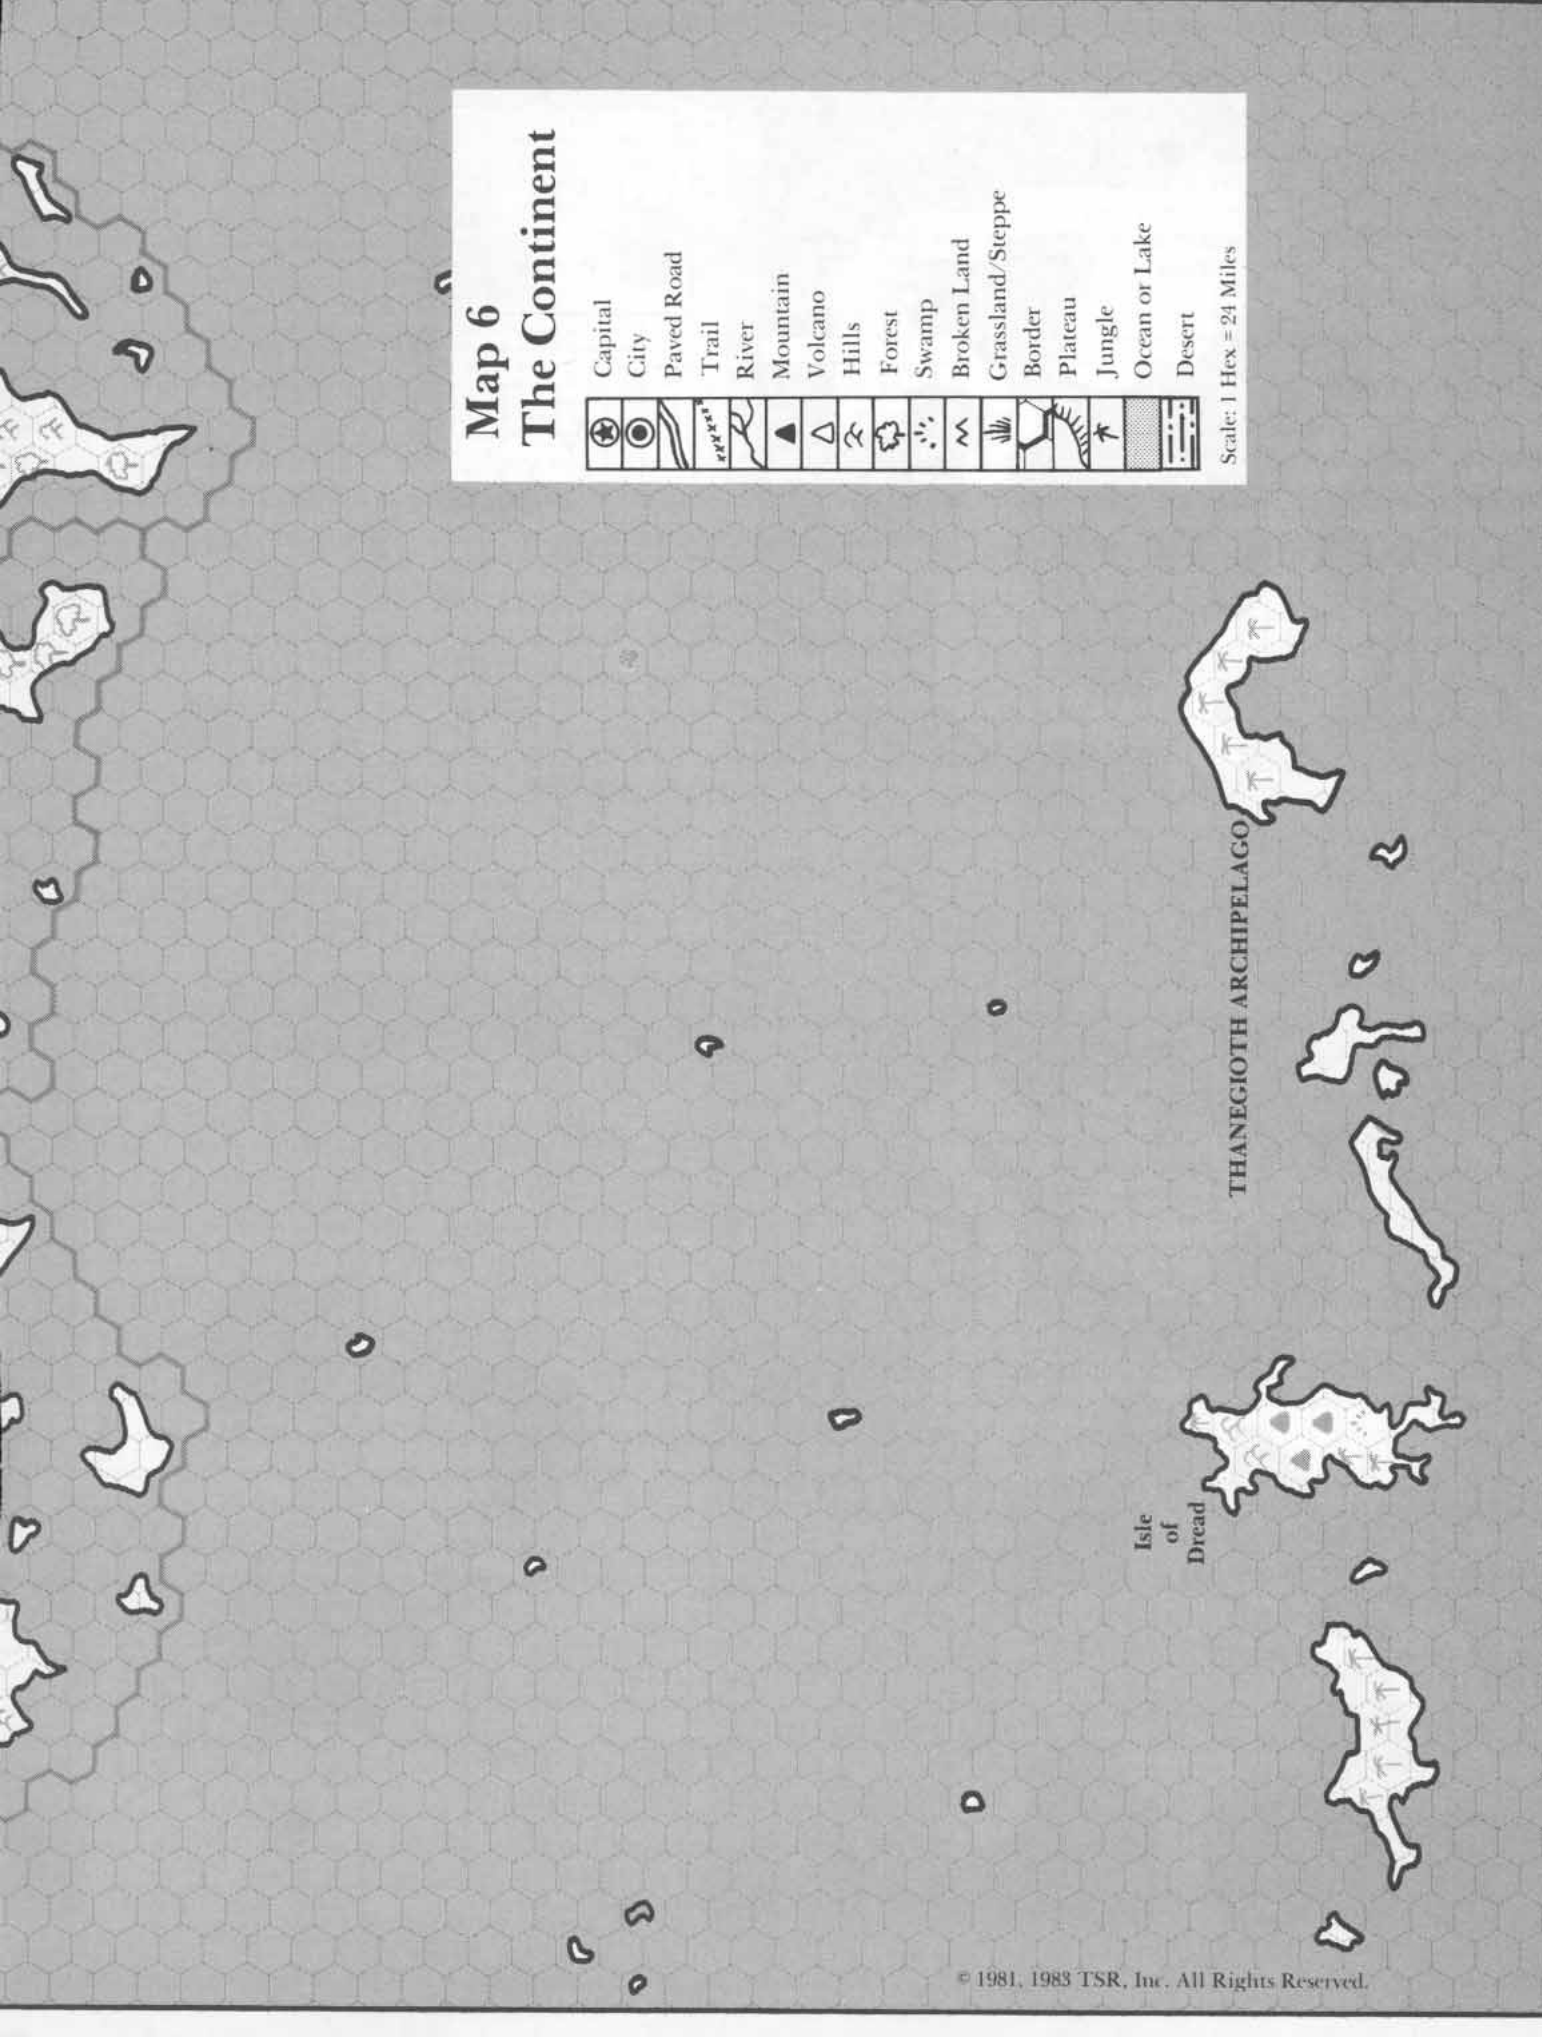 Map 6
The Continent
Capital
City
Paved Road
Trail
River
Mountain
Volcano
Hills
Forest
Swamp
Broken Land
Grassland/Steppe
Border
Plateau
Jungle
Ocean or Lake
Desert
Scale: 1 Hex = 24 Miles
THANEGIOTH ARCHIPELAGO
Isle
of
Dread
© 1981, 1983 TSR, Inc. All Rights Reserved.